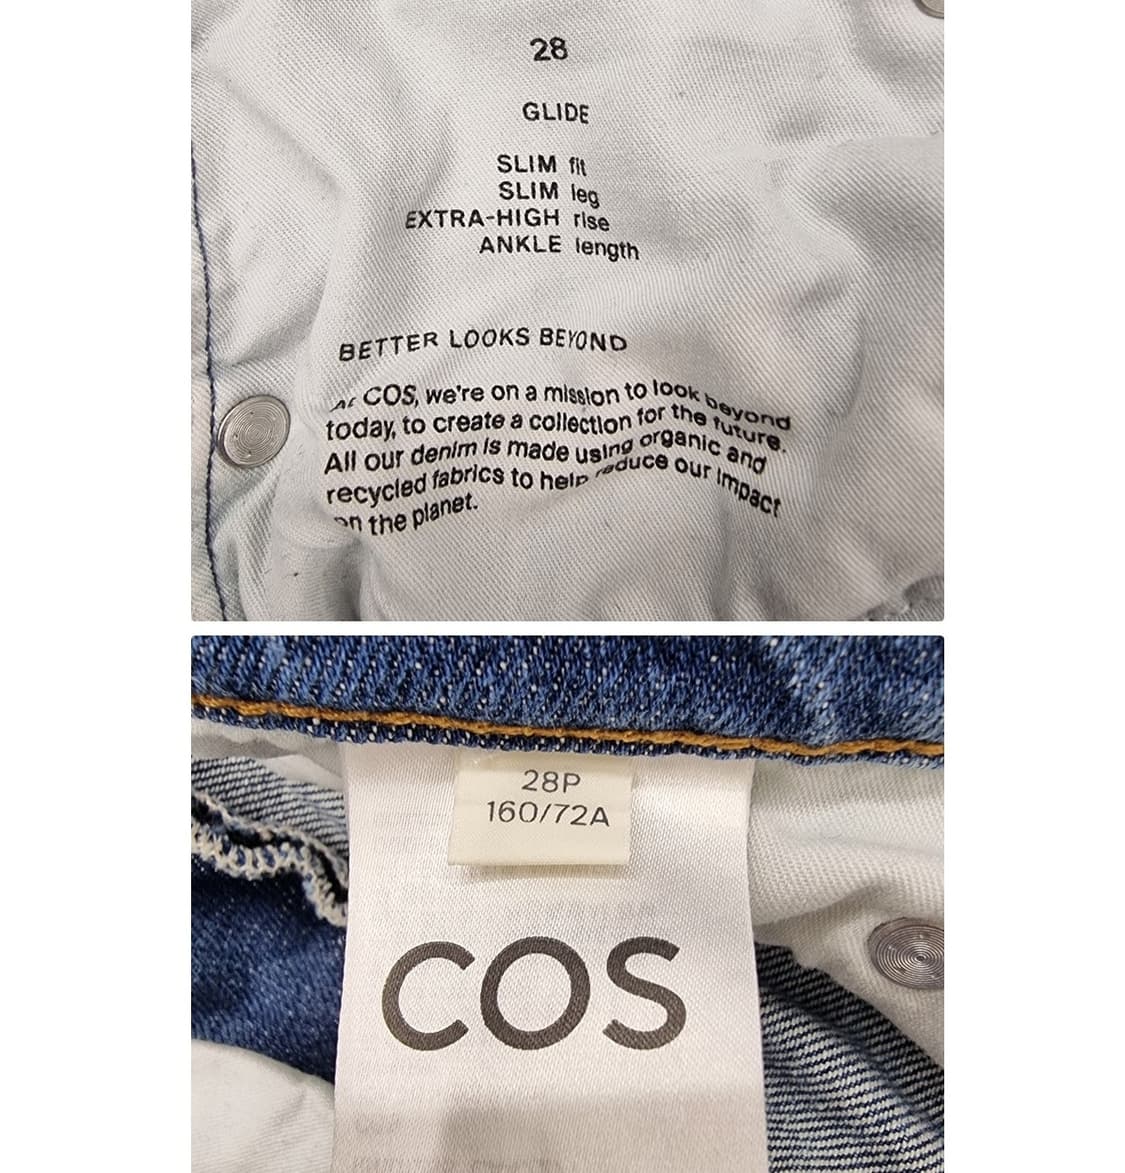 28
GLIDE
SLIM fit
SLIM leg
EXTRA-HIGH rise
ANKLE length
BETTER LOOKS BEYOND
At COS, we're on a mission to look beyond
today, to create a collection for the future.
All our denim is made using organic and
recycled fabrics to help reduce our impact
on the planet.
28P
160/72A
COS